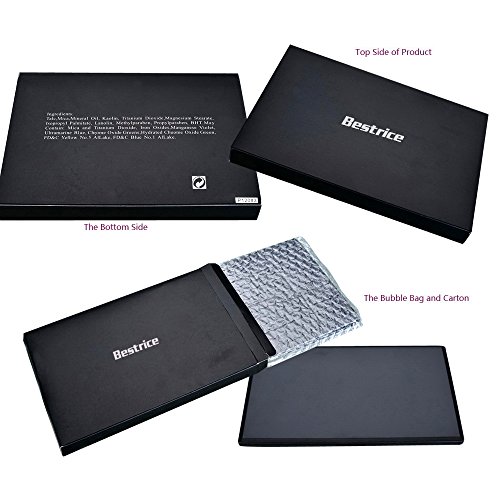 Top Side of Product
Bestrice
Ingredients:
Talc,Mica,Mineral Oil, Kaolin, Titanium Dioxide,Magnesium Stearate,
Isopropyl Palmitate, Lanolin, Methylparaben, Propylparaben, BHT.May
Contain: Mica and Titanium Dioxide, Iron Oxides,Manganese Violet,
Ultramarine Blue, Chrome Oxide Greens,Hydrated Chrome Oxide Green,
FD&C Yellow No.5 AlLake, FD&C Blue No.1 AlLake.
The Bottom Side
The Bubble Bag and Carton
Bestrice